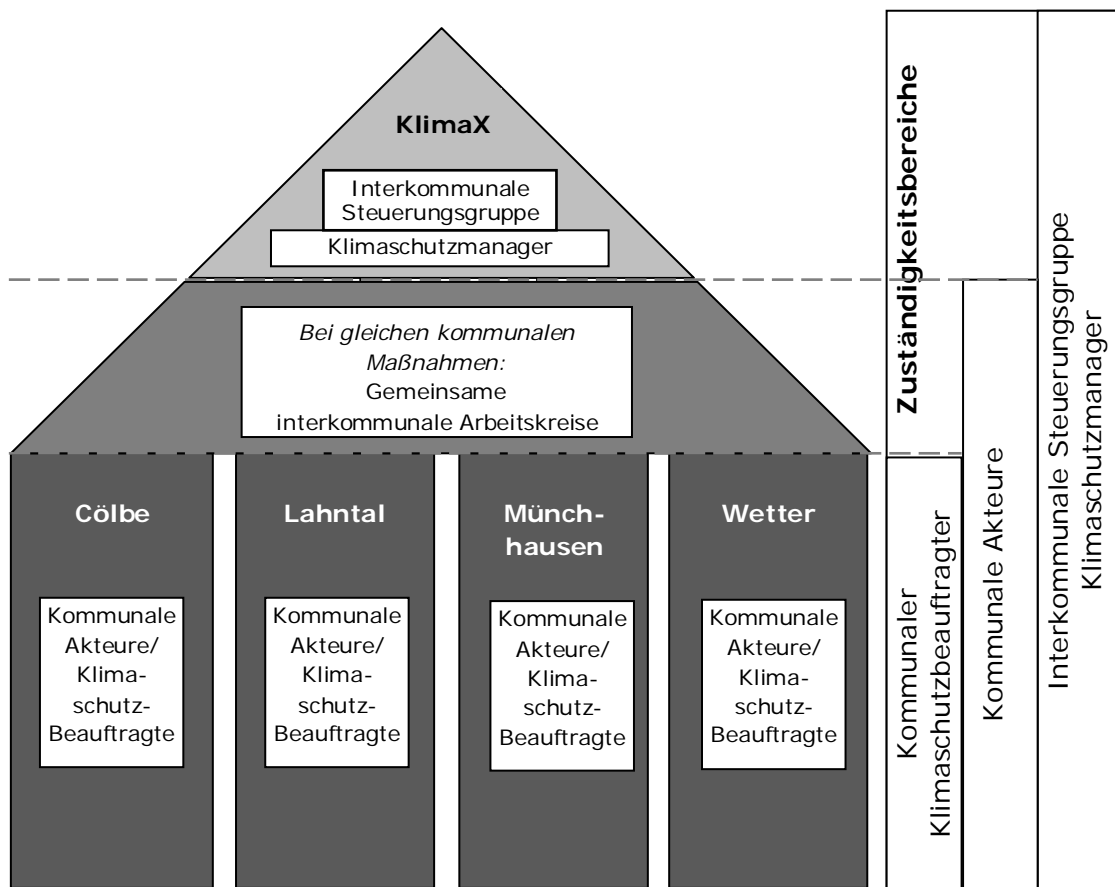 KlimaX
Interkommunale
Steuerungsgruppe
Klimaschutzmanager
Bei gleichen kommunalen
Maßnahmen:
Gemeinsame
interkommunale Arbeitskreise
Cölbe
Kommunale
Akteure/
Klima-
schutz-
Beauftragte
Lahntal
Kommunale
Akteure/
Klima-
schutz-
Beauftragte
Münch-
hausen
Kommunale
Akteure/
Klima-
schutz-
Beauftragte
Wetter
Kommunale
Akteure/
Klima-
schutz-
Beauftragte
Zuständigkeitsbereiche
Kommunaler
Klimaschutzbeauftragter
Kommunale Akteure
Interkommunale Steuerungsgruppe
Klimaschutzmanager